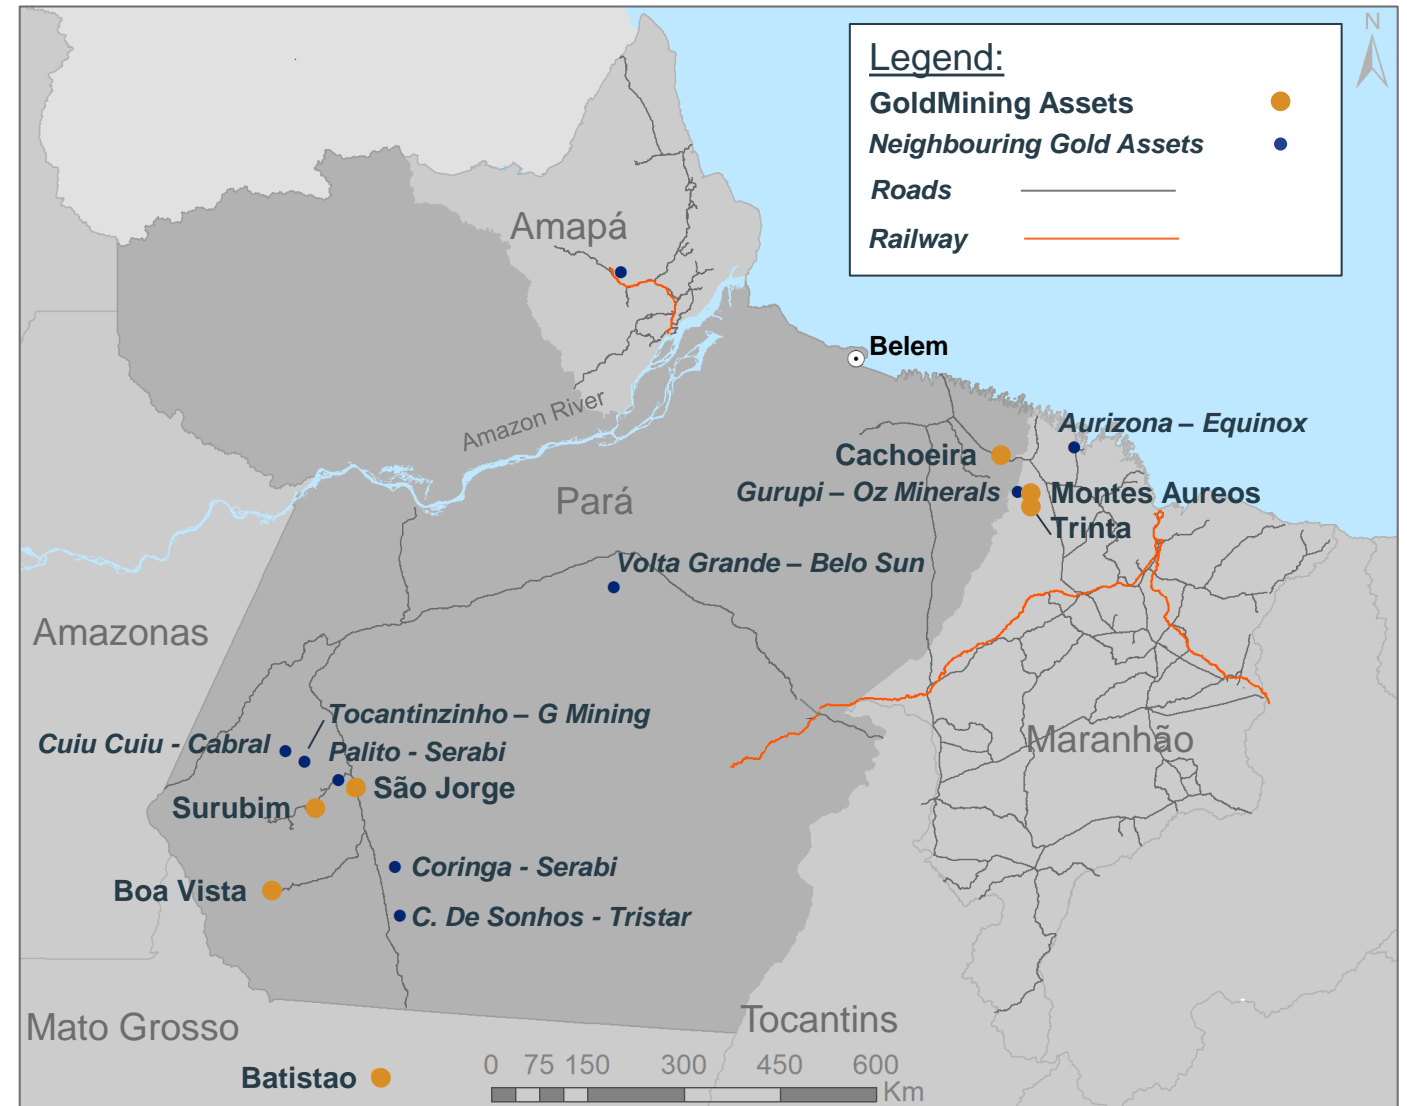 N
Legend:
GoldMining Assets
Neighbouring Gold Assets
Roads
Railway
Amapá
Belem
Amazon River
Aurizona – Equinox
Cachoeira
Gurupi – Oz Minerals
Montes Aureos
Trinta
Pará
Volta Grande – Belo Sun
Amazonas
Tocantinzinho – G Mining
Cuiu Cuiu - Cabral
Palito - Serabi
Maranhão
São Jorge
Surubim
Coringa - Serabi
Boa Vista
C. De Sonhos - Tristar
Tocantins
Mato Grosso
Batistao
0 75 150 300 450 600
Km